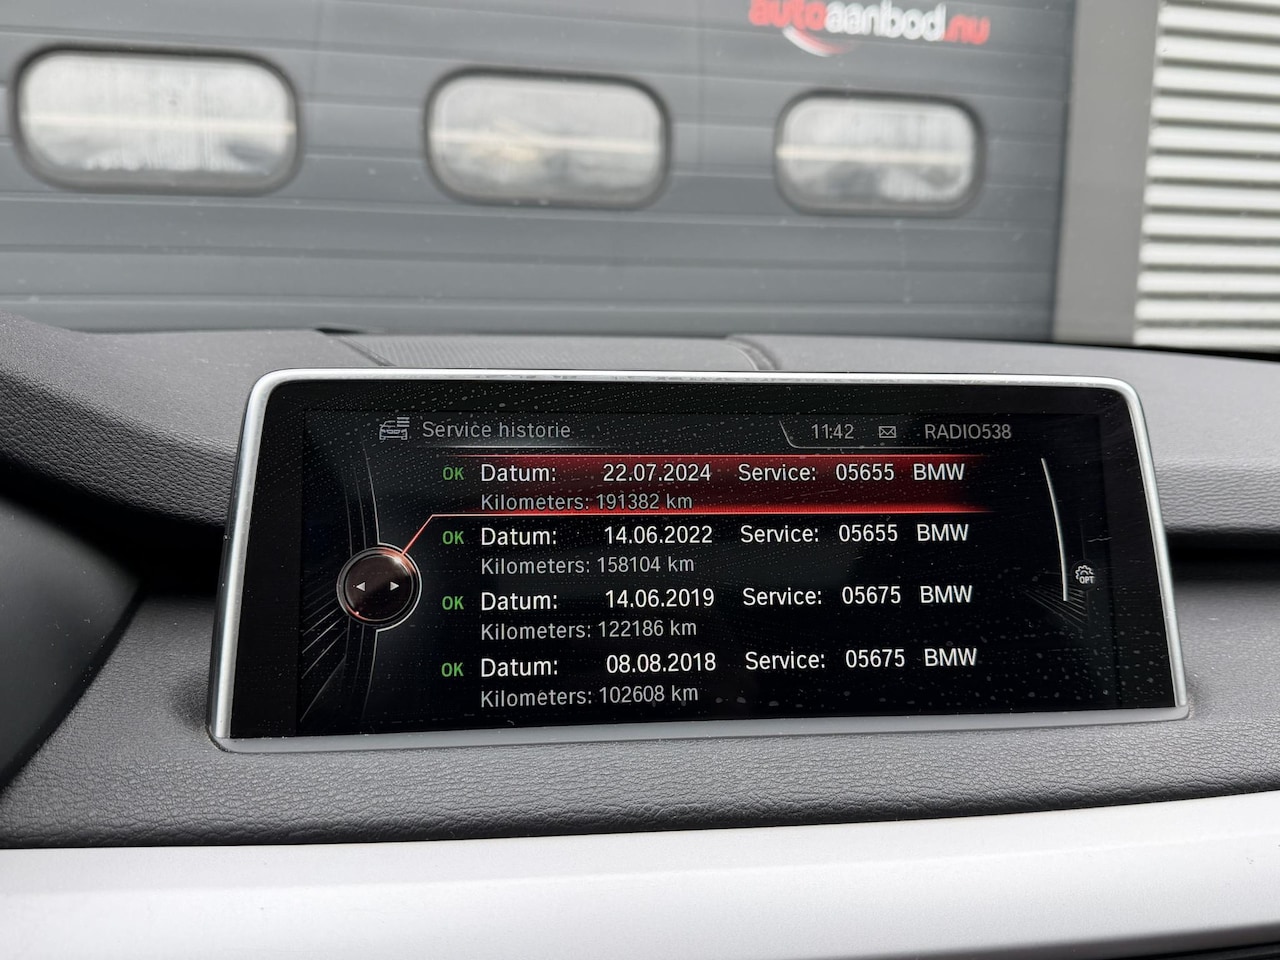 autoaanbod.nu
Service historie 11:42 RADIO538
OK Datum: 22.07.2024 Service: 05655 BMW
Kilometers: 191382 km
OK Datum: 14.06.2022 Service: 05655 BMW
Kilometers: 158104 km
OK Datum: 14.06.2019 Service: 05675 BMW
Kilometers: 122186 km
OK Datum: 08.08.2018 Service: 05675 BMW
Kilometers: 102608 km
OPT